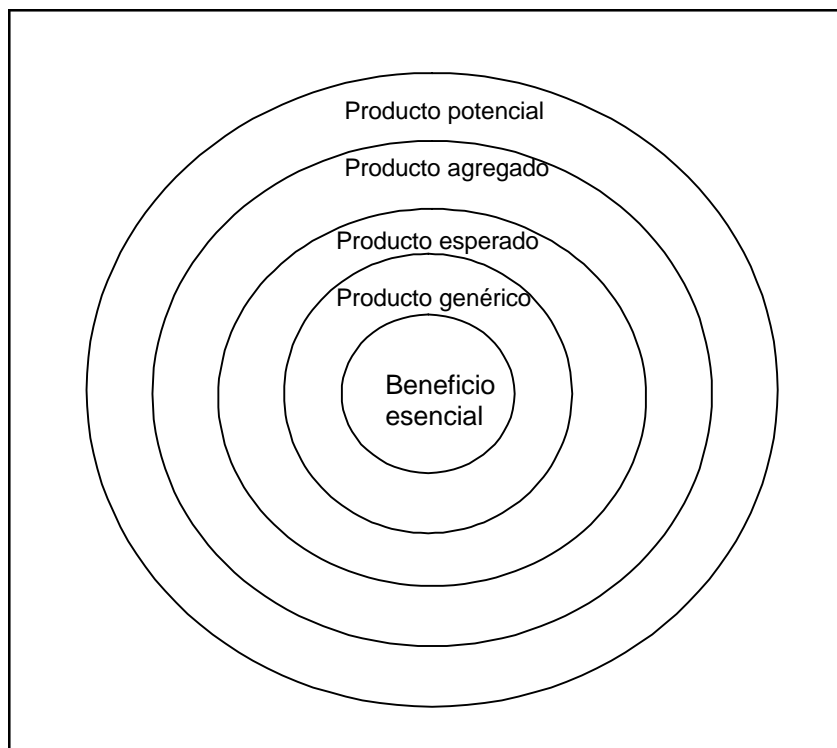 Producto potencial
Producto agregado
Producto esperado
Producto genérico
Beneficio
esencial